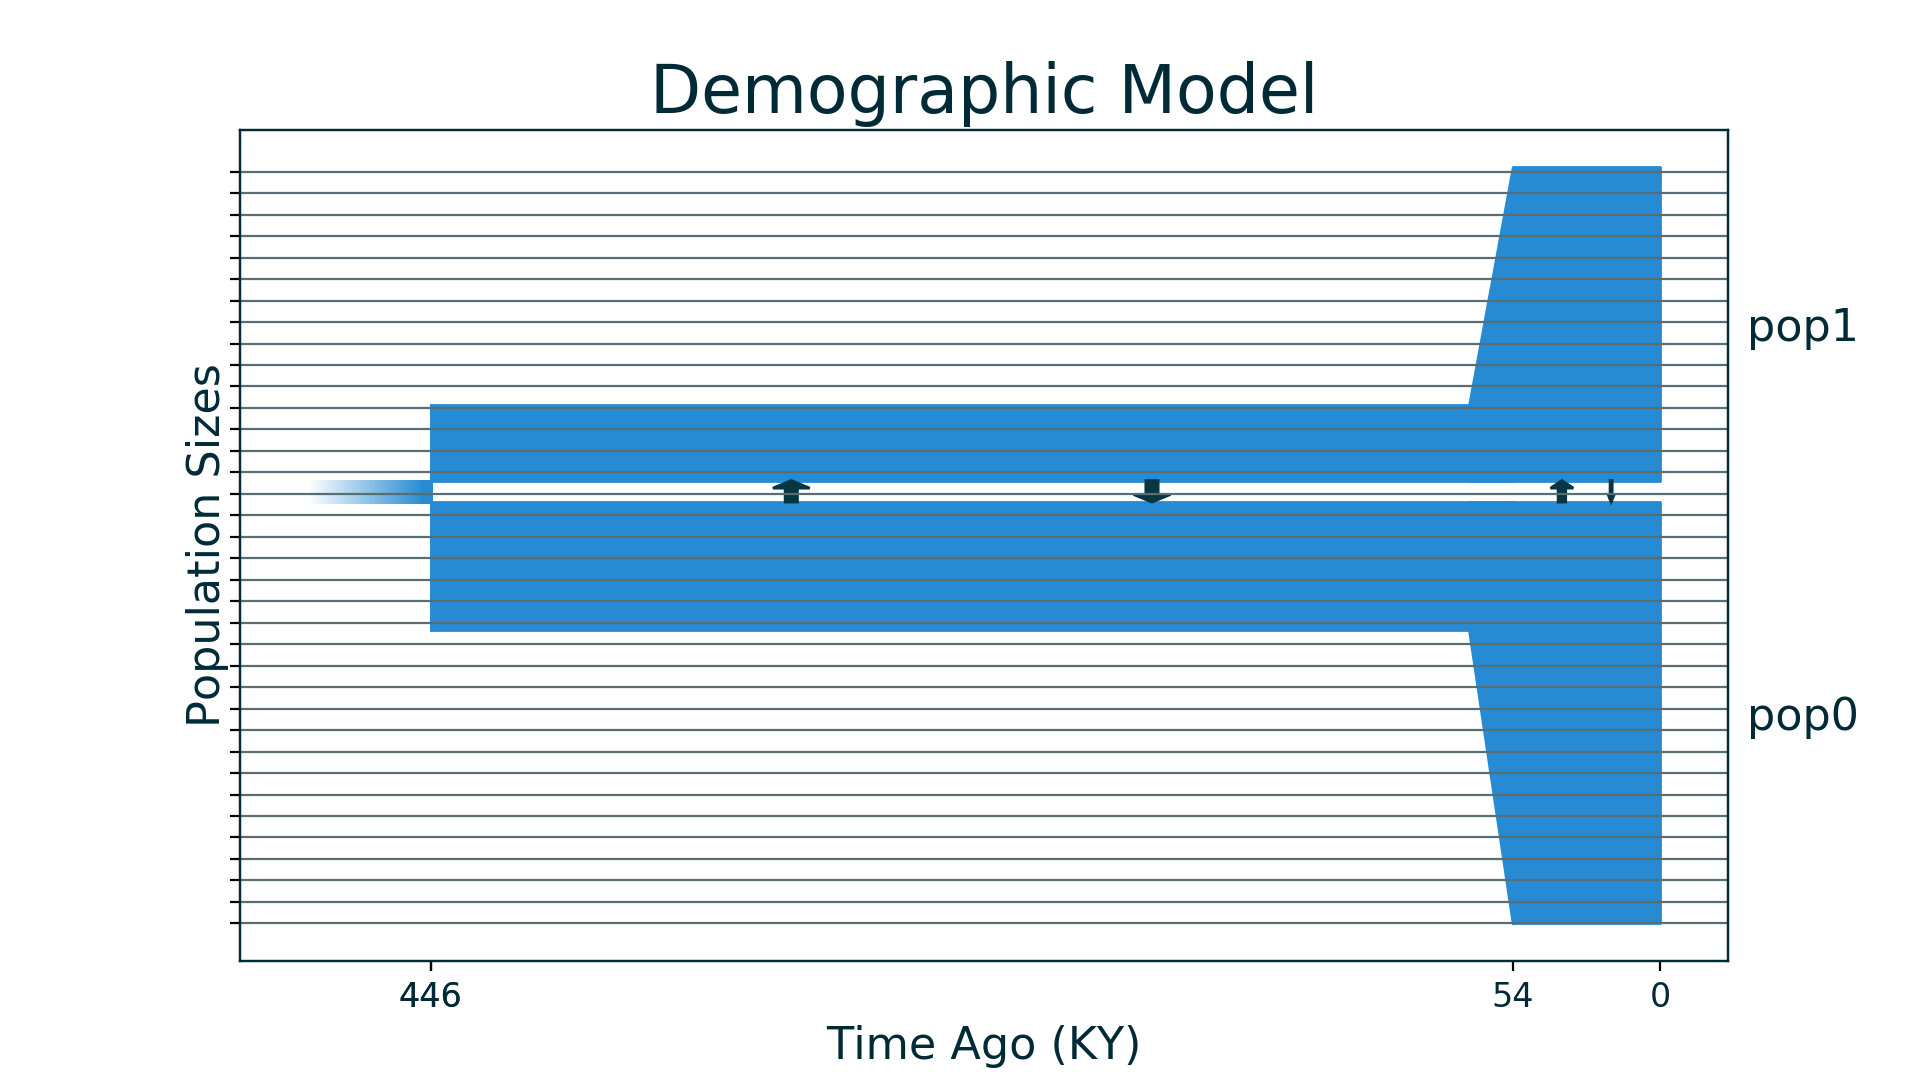 Demographic Model
Population Sizes
pop1
pop0
446
54
0
Time Ago (KY)